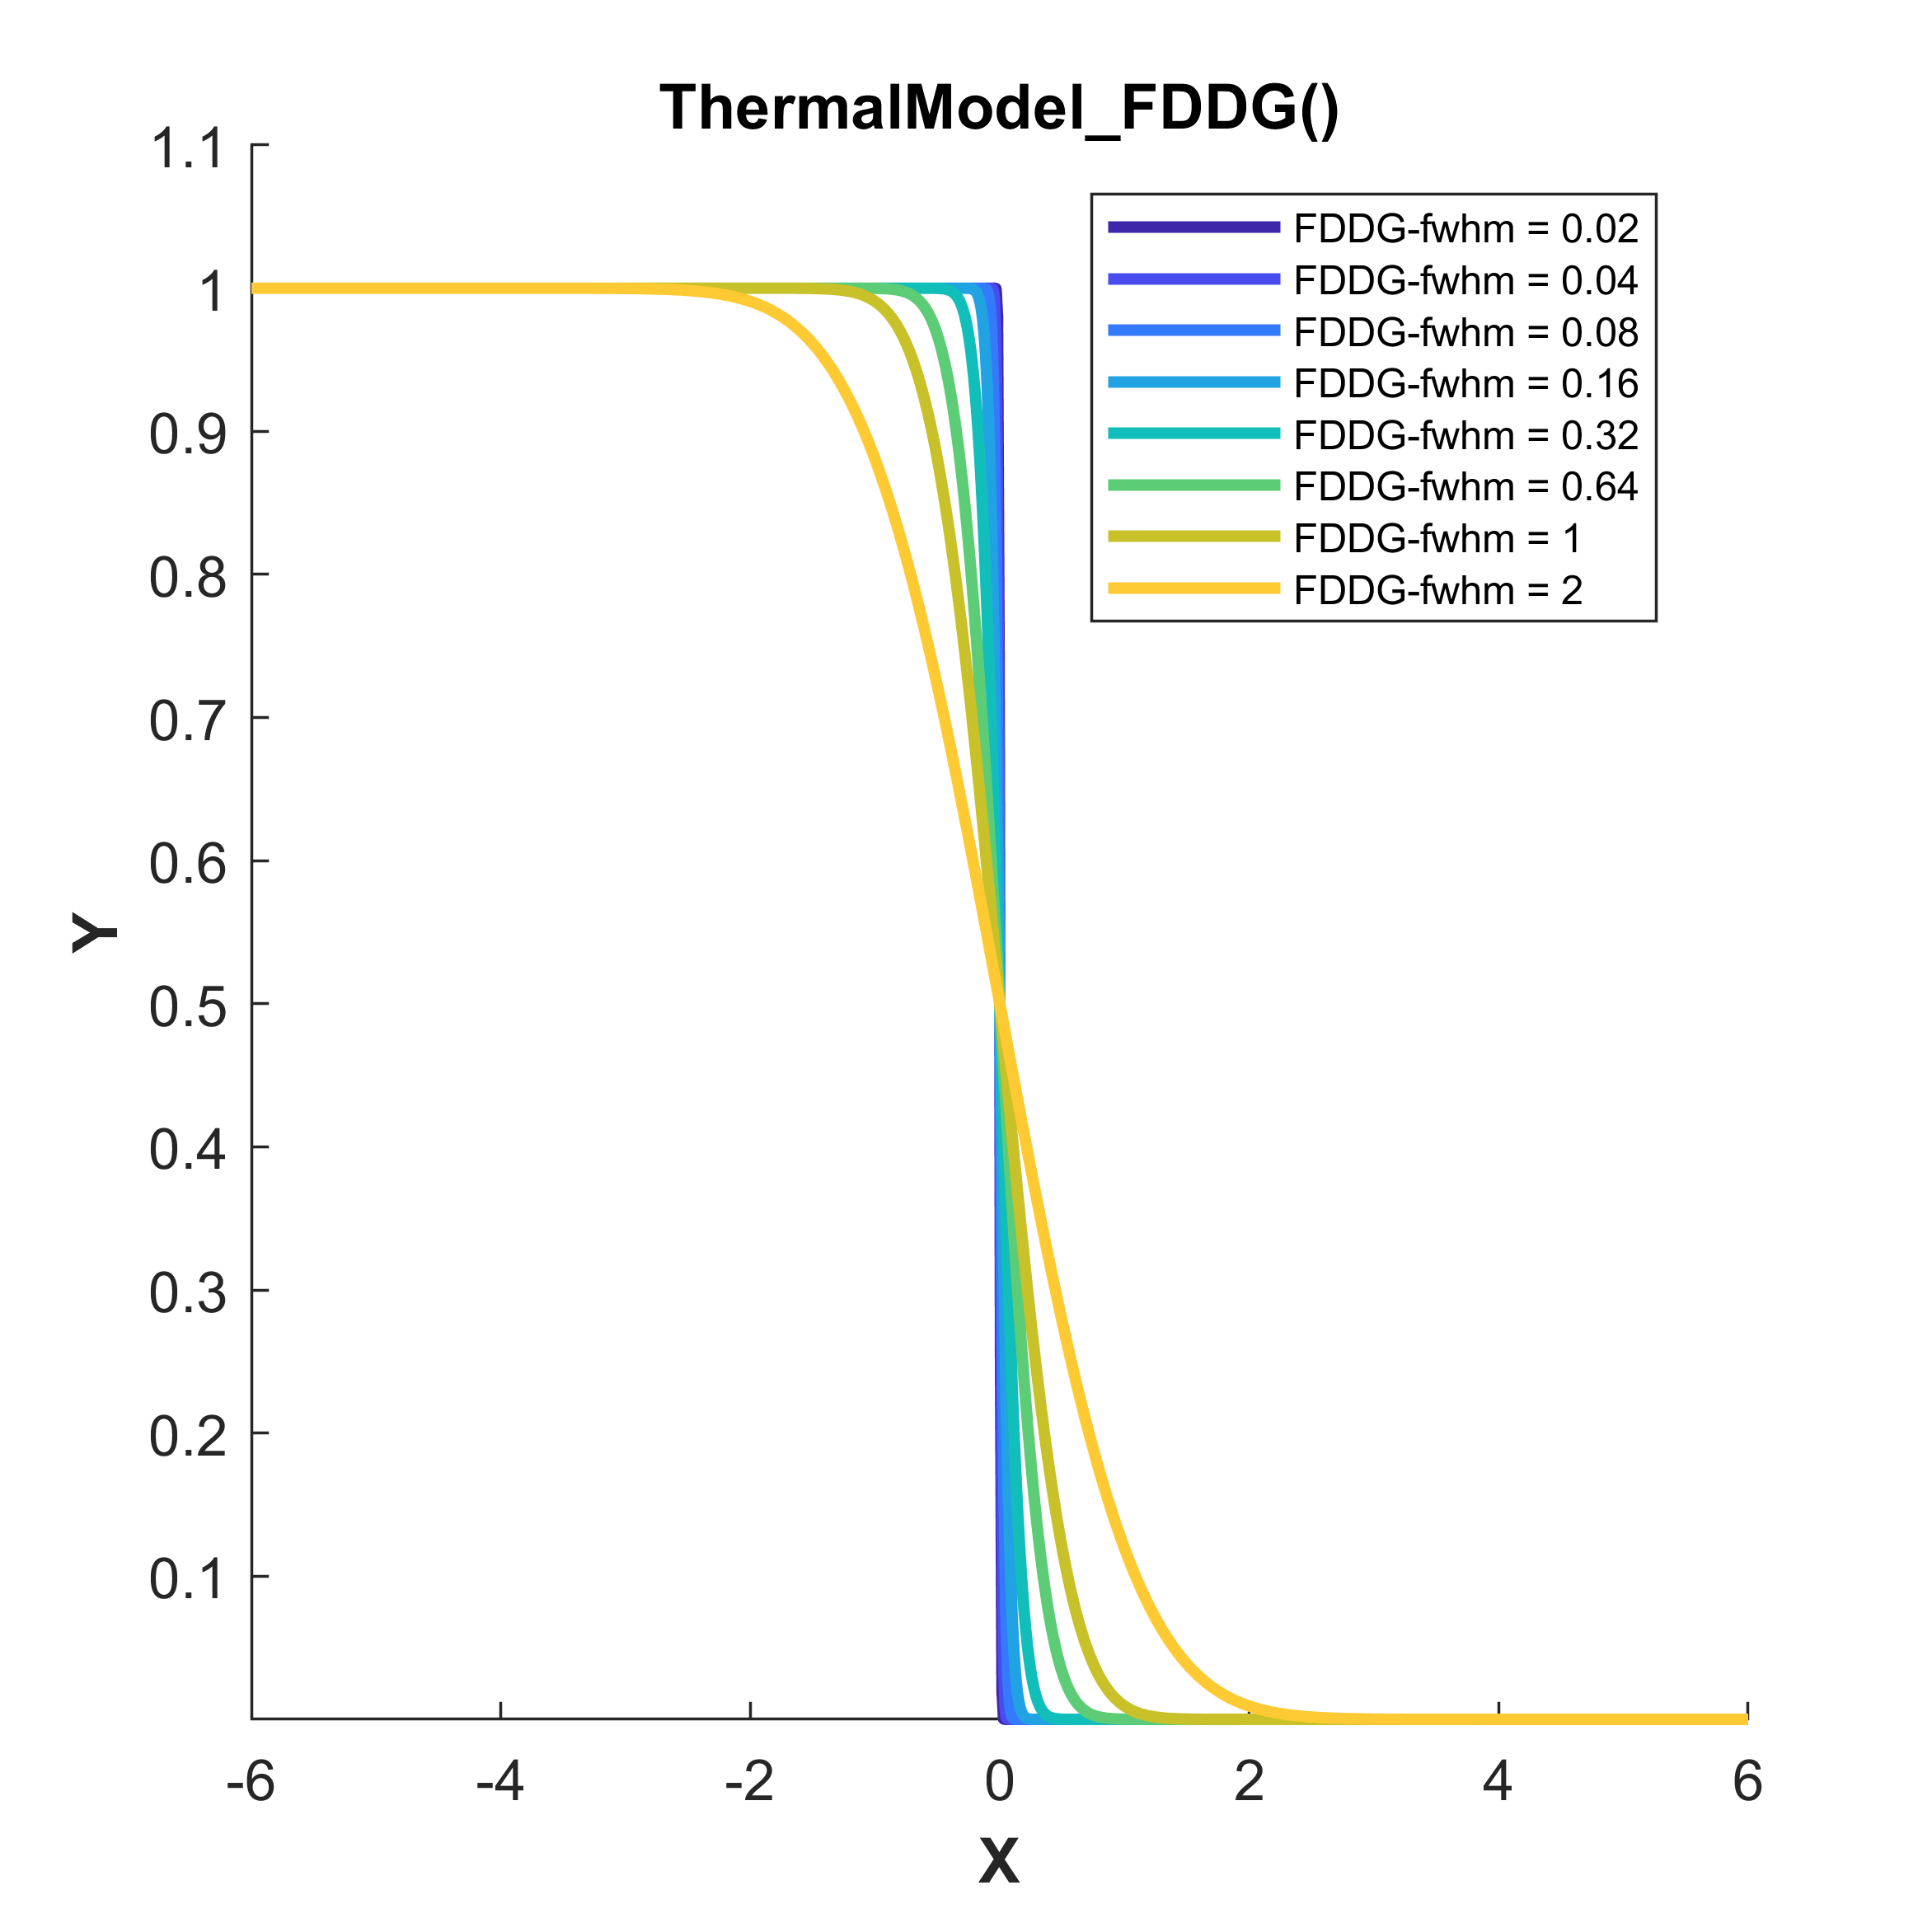 ThermalModel_FDDG()
1.1
1
0.9
0.8
0.7
0.6
0.5
0.4
0.3
0.2
0.1
Y
FDDG-fwhm = 0.02
FDDG-fwhm = 0.04
FDDG-fwhm = 0.08
FDDG-fwhm = 0.16
FDDG-fwhm = 0.32
FDDG-fwhm = 0.64
FDDG-fwhm = 1
FDDG-fwhm = 2
-6 -4 -2 0 2 4 6
X